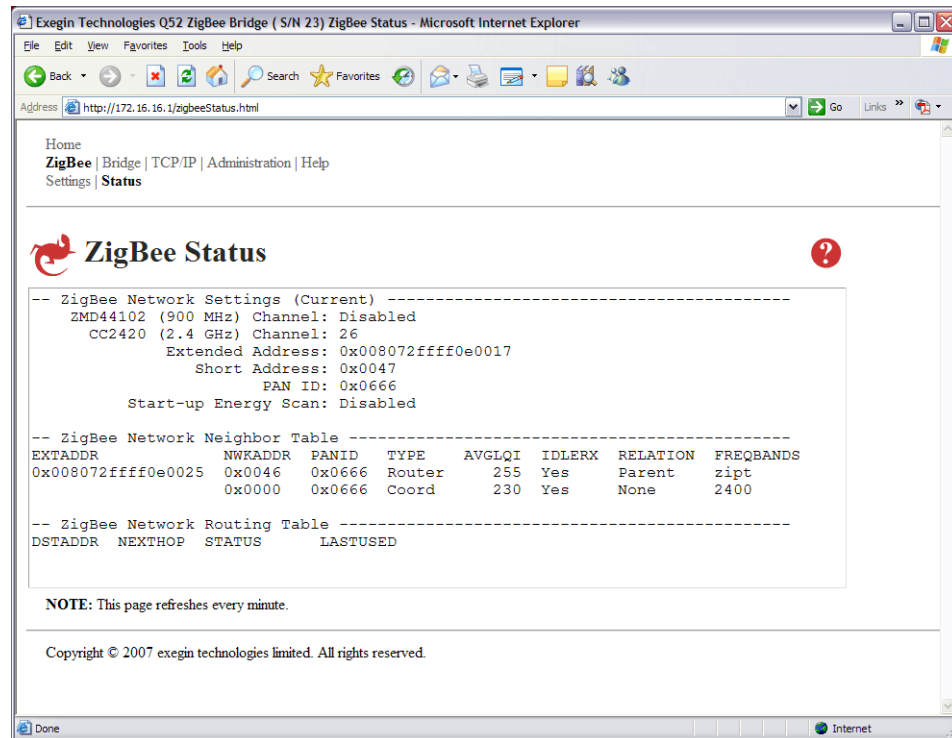 Exegin Technologies Q52 ZigBee Bridge ( S/N 23) ZigBee Status - Microsoft Internet Explorer
File Edit View Favorites Tools Help
Back Search Favorites
Address http://172.16.16.1/zigbeeStatus.html Go Links »
Home
ZigBee | Bridge | TCP/IP | Administration | Help
Settings | Status
ZigBee Status ?
-- ZigBee Network Settings (Current) ------------------------------------------
ZMD44102 (900 MHz) Channel: Disabled
CC2420 (2.4 GHz) Channel: 26
Extended Address: 0x008072ffff0e0017
Short Address: 0x0047
PAN ID: 0x0666
Start-up Energy Scan: Disabled
-- ZigBee Network Neighbor Table ----------------------------------------------
EXTADDR NWKADDR PANID TYPE AVGLQI IDLERX RELATION FREQBANDS
0x008072ffff0e0025 0x0046 0x0666 Router 255 Yes Parent zipt
0x0000 0x0666 Coord 230 Yes None 2400
-- ZigBee Network Routing Table -----------------------------------------------
DSTADDR NEXTHOP STATUS LASTUSED
NOTE: This page refreshes every minute.
Copyright © 2007 exegin technologies limited. All rights reserved.
Done Internet